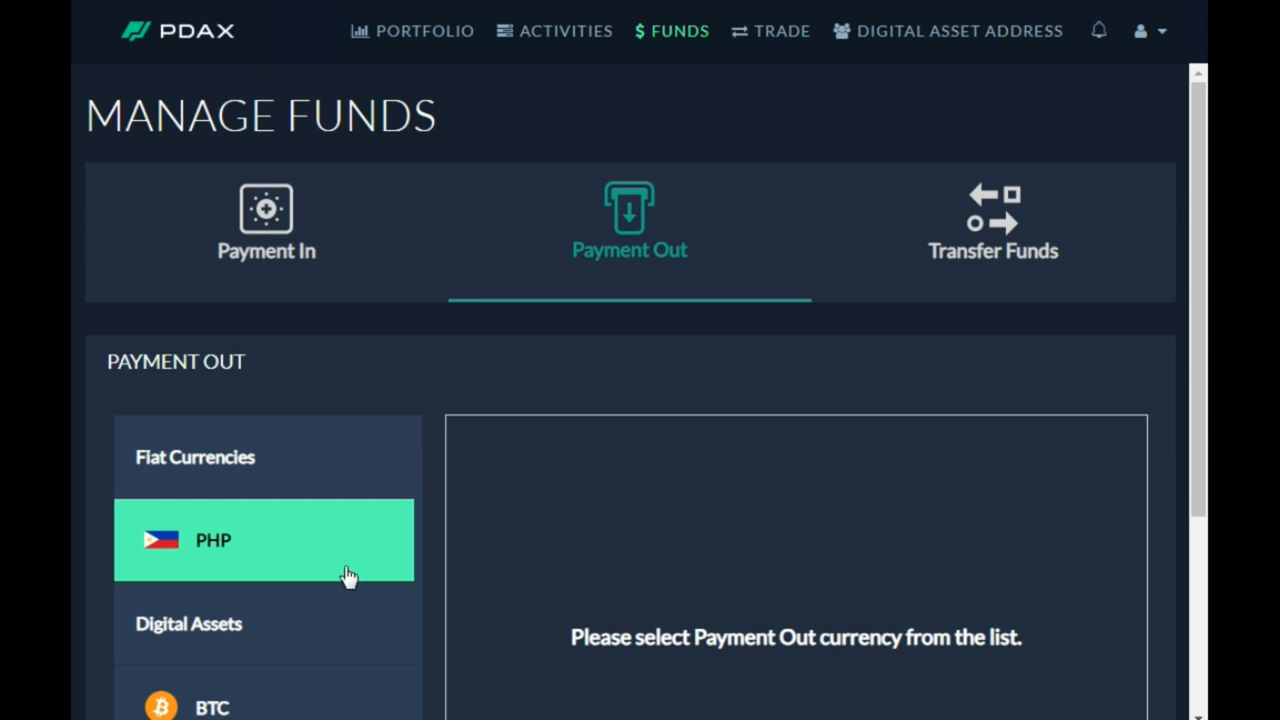 PDAX PORTFOLIO ACTIVITIES $ FUNDS TRADE DIGITAL ASSET ADDRESS
MANAGE FUNDS
Payment In Payment Out Transfer Funds
PAYMENT OUT
Fiat Currencies
PHP
Digital Assets
Please select Payment Out currency from the list.
BTC